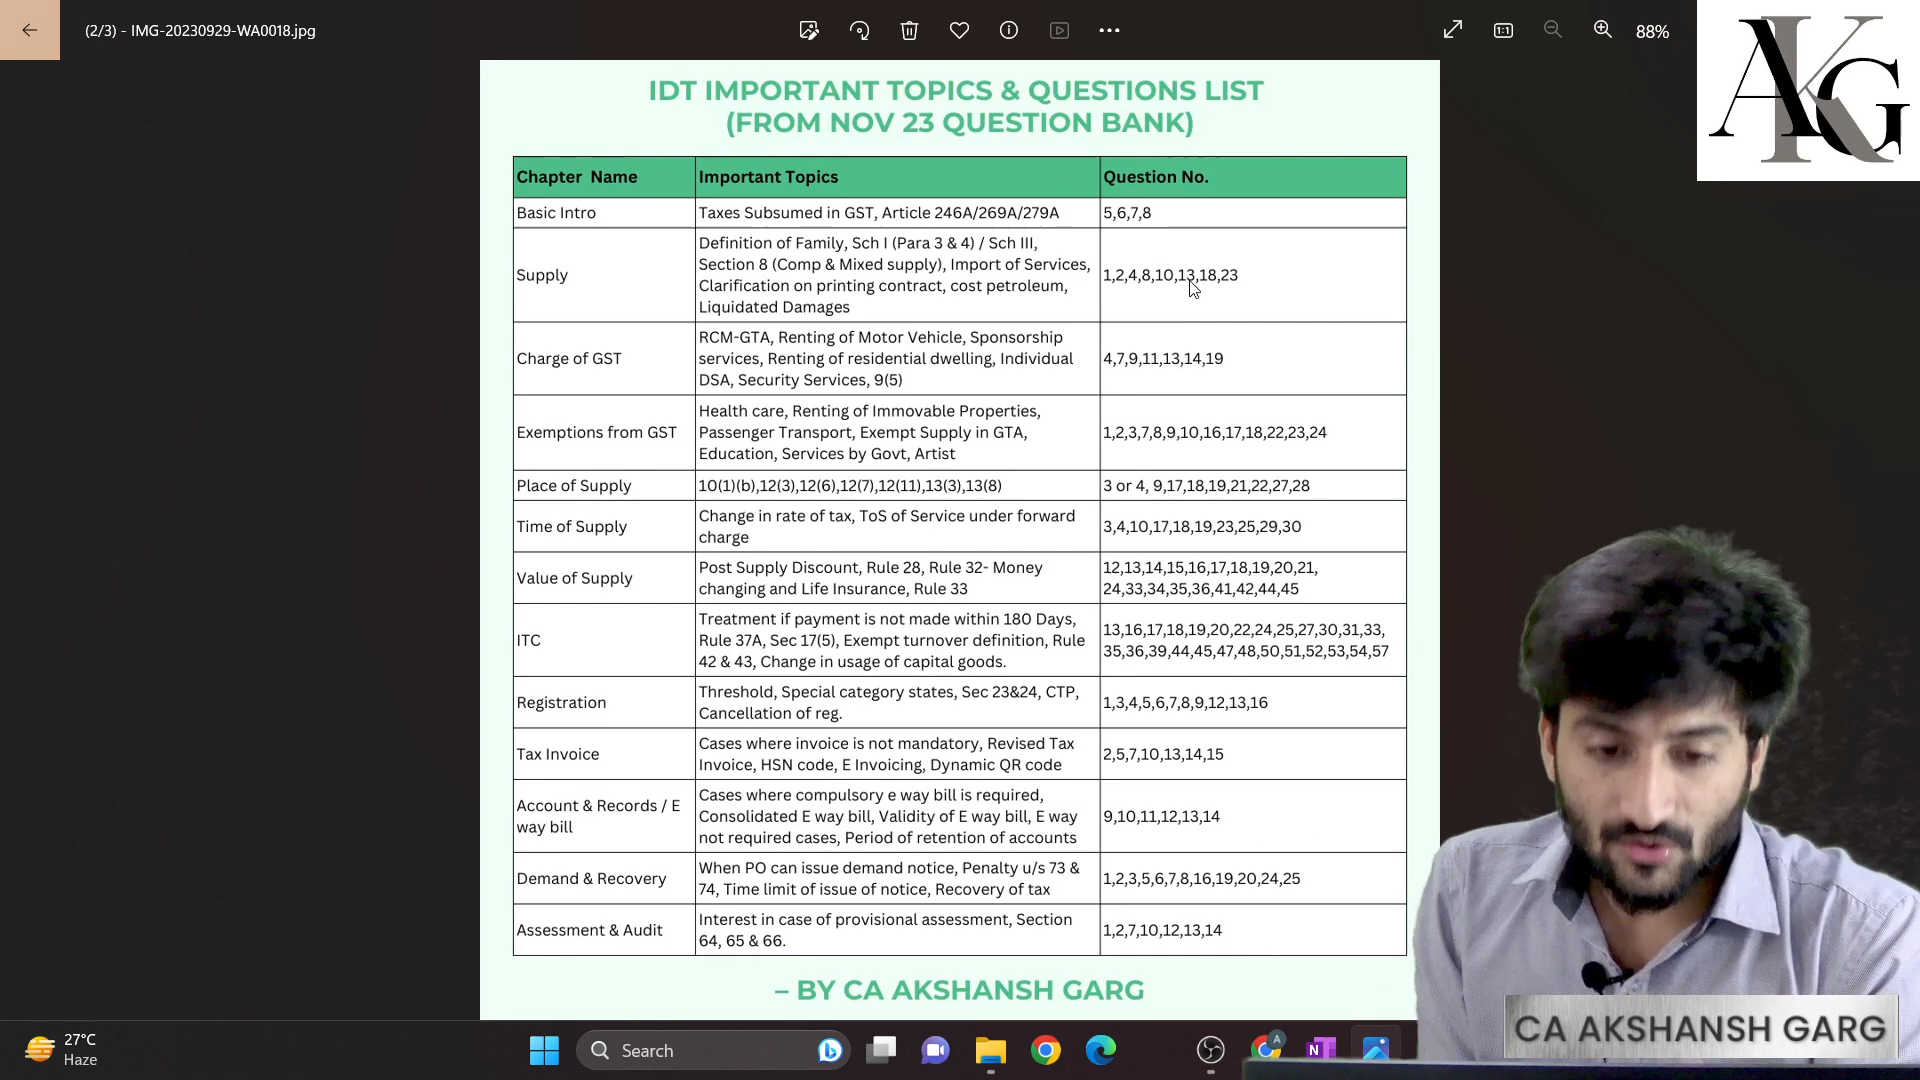 (2/3) - IMG-20230929-WA0018.jpg
1:1
88%
AKG
IDT IMPORTANT TOPICS & QUESTIONS LIST
(FROM NOV 23 QUESTION BANK)
Chapter Name
Important Topics
Question No.
Basic Intro
Taxes Subsumed in GST, Article 246A/269A/279A
5,6,7,8
Supply
Definition of Family, Sch I (Para 3 & 4) / Sch III,
Section 8 (Comp & Mixed supply), Import of Services,
Clarification on printing contract, cost petroleum,
Liquidated Damages
1,2,4,8,10,13,18,23
Charge of GST
RCM-GTA, Renting of Motor Vehicle, Sponsorship
services, Renting of residential dwelling, Individual
DSA, Security Services, 9(5)
4,7,9,11,13,14,19
Exemptions from GST
Health care, Renting of Immovable Properties,
Passenger Transport, Exempt Supply in GTA,
Education, Services by Govt, Artist
1,2,3,7,8,9,10,16,17,18,22,23,24
Place of Supply
10(1)(b),12(3),12(6),12(7),12(11),13(3),13(8)
3 or 4, 9,17,18,19,21,22,27,28
Time of Supply
Change in rate of tax, ToS of Service under forward
charge
3,4,10,17,18,19,23,25,29,30
Value of Supply
Post Supply Discount, Rule 28, Rule 32- Money
changing and Life Insurance, Rule 33
12,13,14,15,16,17,18,19,20,21,
24,33,34,35,36,41,42,44,45
ITC
Treatment if payment is not made within 180 Days,
Rule 37A, Sec 17(5), Exempt turnover definition, Rule
42 & 43, Change in usage of capital goods.
13,16,17,18,19,20,22,24,25,27,30,31,33,
35,36,39,44,45,47,48,50,51,52,53,54,57
Registration
Threshold, Special category states, Sec 23&24, CTP,
Cancellation of reg.
1,3,4,5,6,7,8,9,12,13,16
Tax Invoice
Cases where invoice is not mandatory, Revised Tax
Invoice, HSN code, E Invoicing, Dynamic QR code
2,5,7,10,13,14,15
Account & Records / E
way bill
Cases where compulsory e way bill is required,
Consolidated E way bill, Validity of E way bill, E way
not required cases, Period of retention of accounts
9,10,11,12,13,14
Demand & Recovery
When PO can issue demand notice, Penalty u/s 73 &
74, Time limit of issue of notice, Recovery of tax
1,2,3,5,6,7,8,16,19,20,24,25
Assessment & Audit
Interest in case of provisional assessment, Section
64, 65 & 66.
1,2,7,10,12,13,14
– BY CA AKSHANSH GARG
CA AKSHANSH GARG
27°C
Haze
Search
A
N